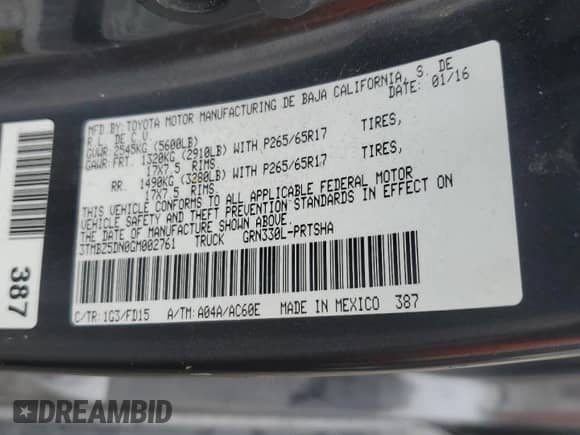 MFD.BY:TOYOTA MOTOR MANUFACTURING DE BAJA CALIFORNIA, S. DE
R.L. DE C.V.
DATE: 01/16
GVWR 2545KG (5600LB)
GAWR:FRT. 1320KG (2910LB) WITH P265/65R17 TIRES,
17X7.5 RIMS.
RR. 1490KG (3280LB) WITH P265/65R17 TIRES,
17X7.5 RIMS.
THIS VEHICLE CONFORMS TO ALL APPLICABLE FEDERAL MOTOR
VEHICLE SAFETY AND THEFT PREVENTION STANDARDS IN EFFECT ON
THE DATE OF MANUFACTURE SHOWN ABOVE.
3TMBZ5DN0GM002761 TRUCK GRN330L-PRTSHA
C/TR:1G3/FD15 A/TM:A04A/AC60E MADE IN MEXICO 387
387
DREAMBID